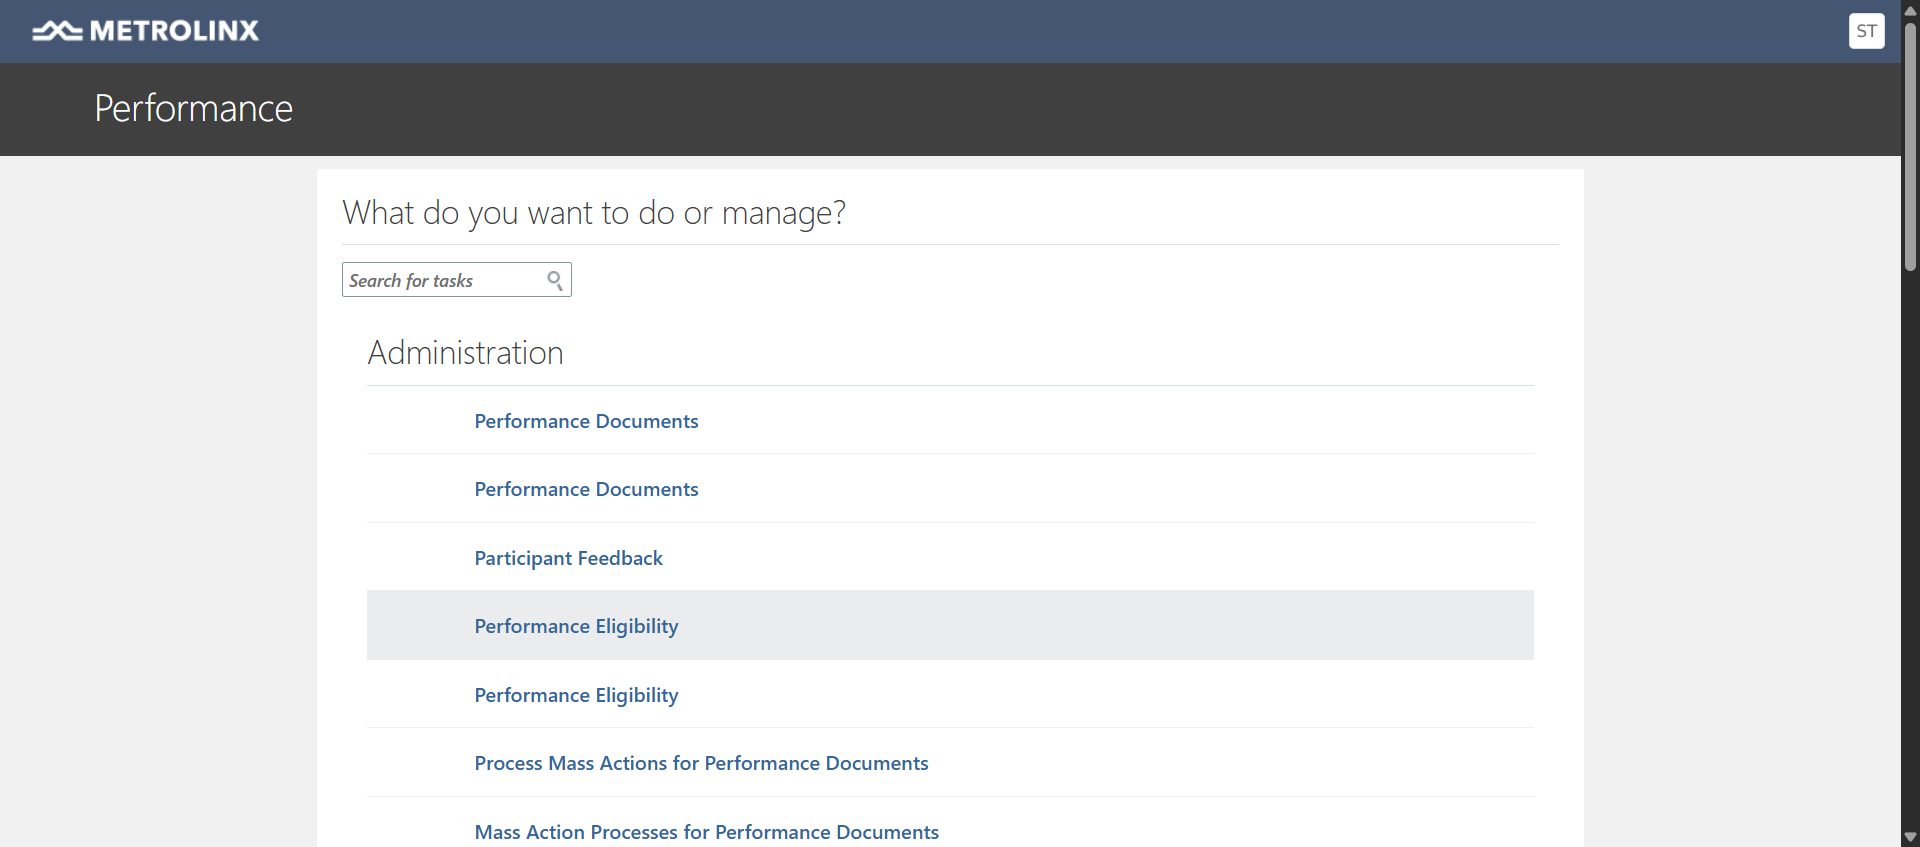 METROLINX
ST
Performance
What do you want to do or manage?
Search for tasks
Administration
Performance Documents
Performance Documents
Participant Feedback
Performance Eligibility
Performance Eligibility
Process Mass Actions for Performance Documents
Mass Action Processes for Performance Documents